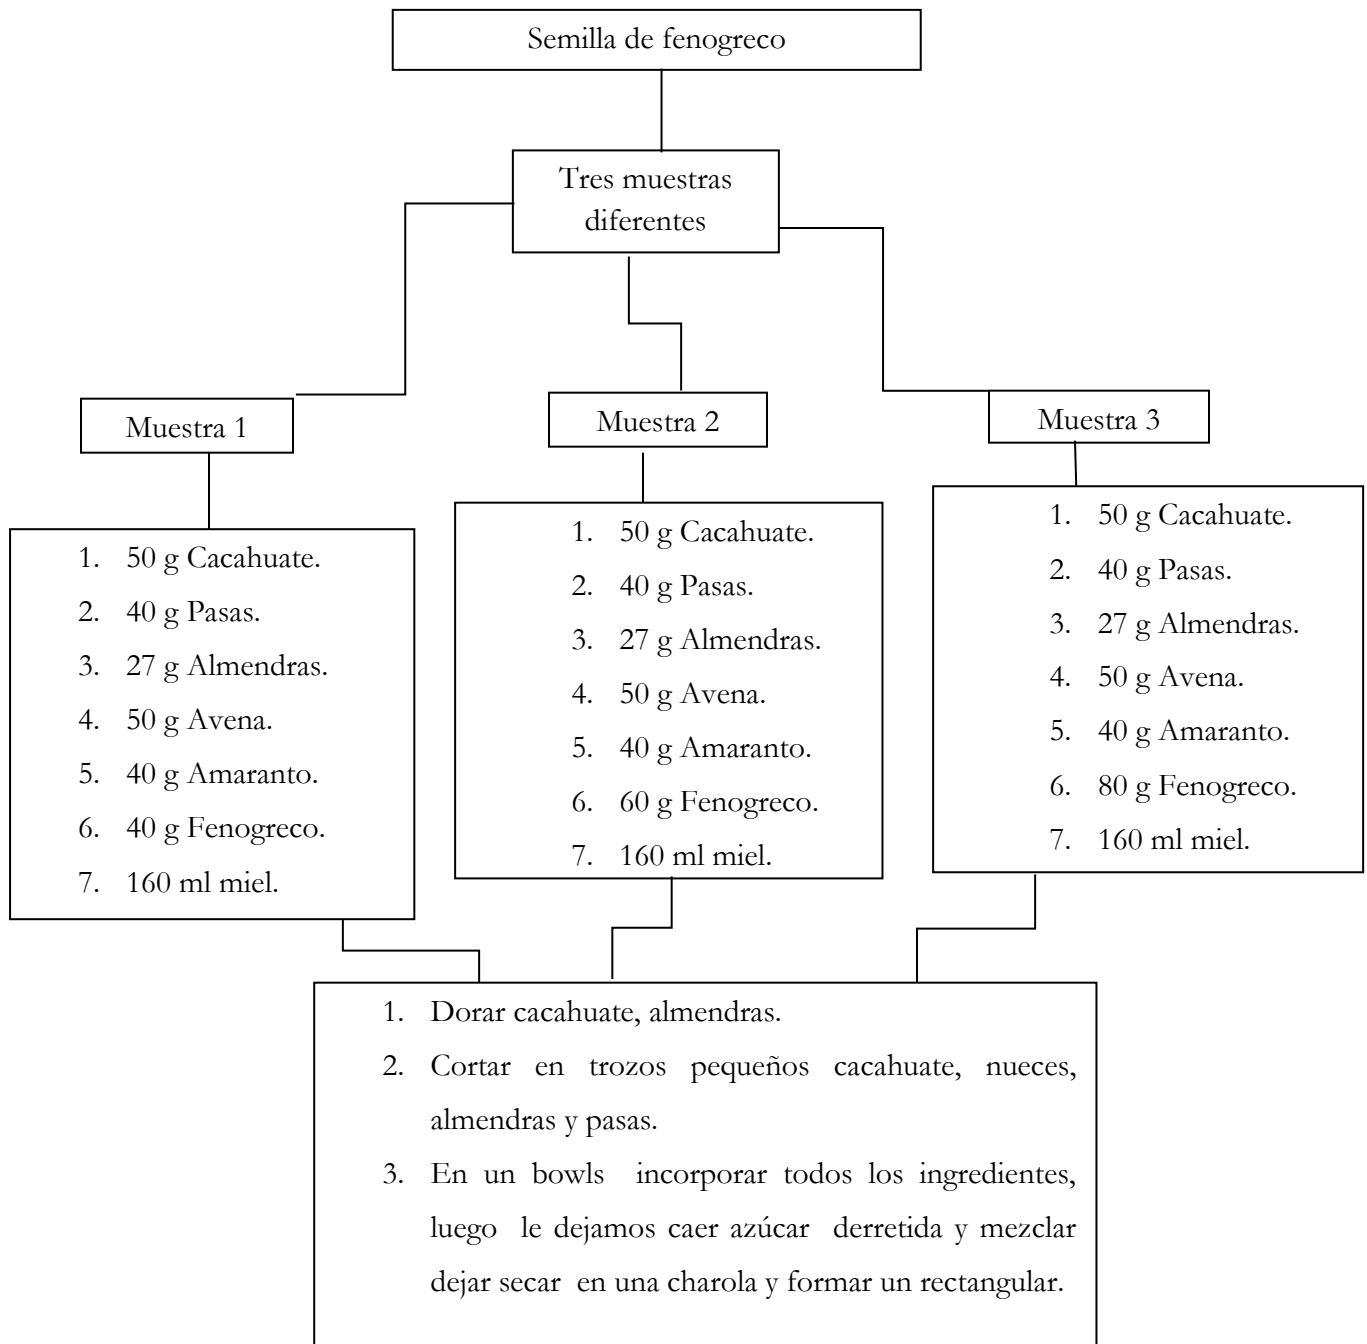 Semilla de fenogreco
Tres muestras
diferentes
Muestra 1
Muestra 2
Muestra 3
1. 50 g Cacahuate.
2. 40 g Pasas.
3. 27 g Almendras.
4. 50 g Avena.
5. 40 g Amaranto.
6. 40 g Fenogreco.
7. 160 ml miel.
1. 50 g Cacahuate.
2. 40 g Pasas.
3. 27 g Almendras.
4. 50 g Avena.
5. 40 g Amaranto.
6. 60 g Fenogreco.
7. 160 ml miel.
1. 50 g Cacahuate.
2. 40 g Pasas.
3. 27 g Almendras.
4. 50 g Avena.
5. 40 g Amaranto.
6. 80 g Fenogreco.
7. 160 ml miel.
1. Dorar cacahuate, almendras.
2. Cortar en trozos pequeños cacahuate, nueces,
almendras y pasas.
3. En un bowls incorporar todos los ingredientes,
luego le dejamos caer azúcar derretida y mezclar
dejar secar en una charola y formar un rectangular.